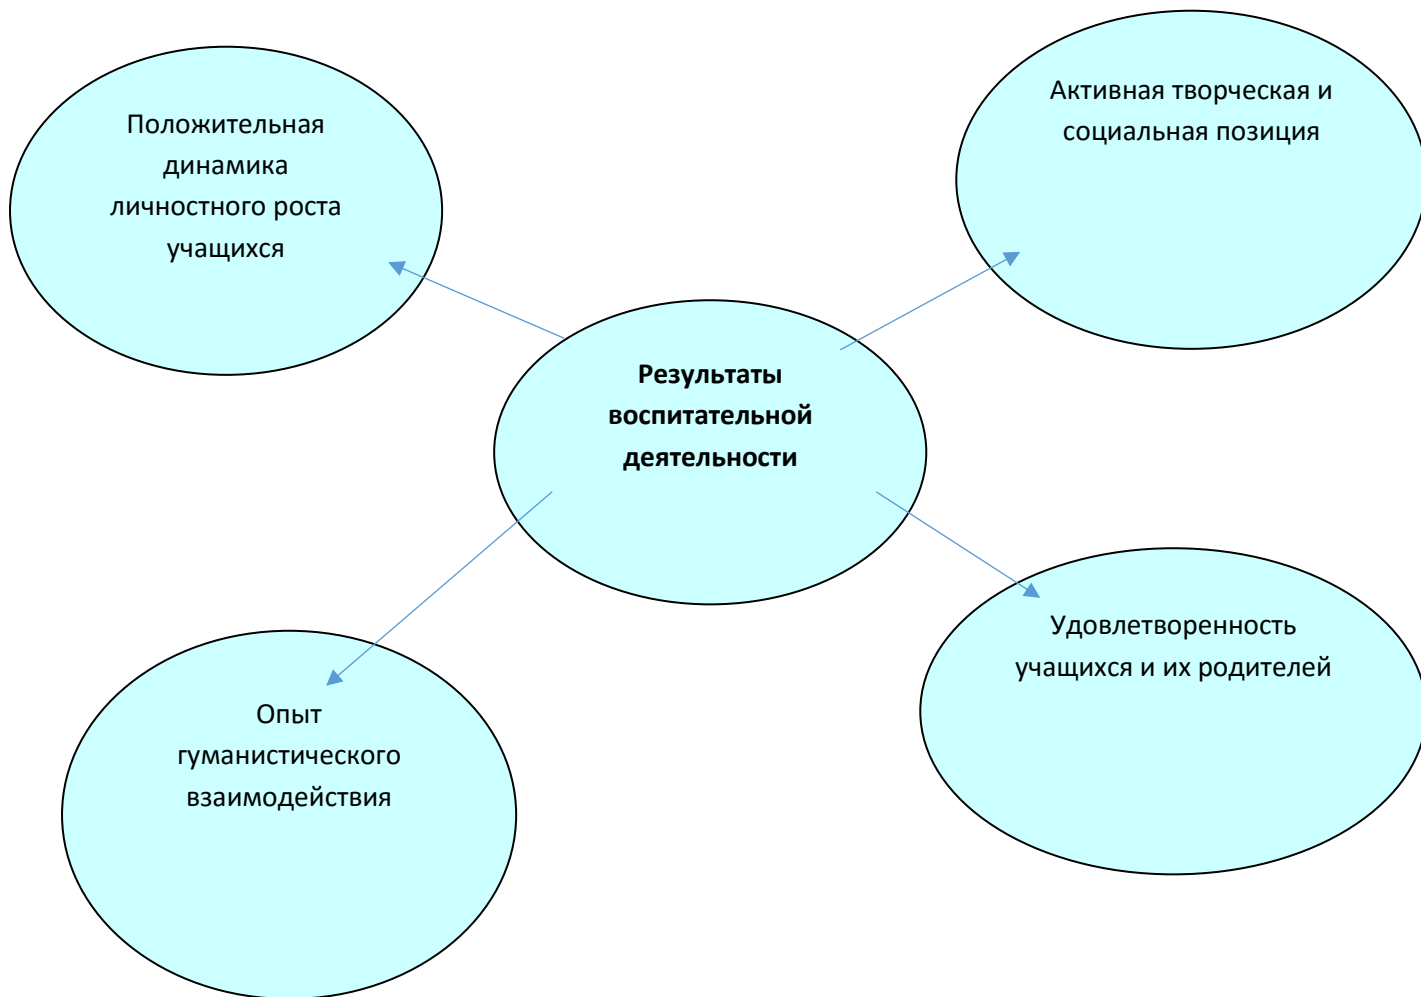 Положительная
динамика
личностного роста
учащихся
Активная творческая и
социальная позиция
Результаты
воспитательной
деятельности
Опыт
гуманистического
взаимодействия
Удовлетворенность
учащихся и их родителей